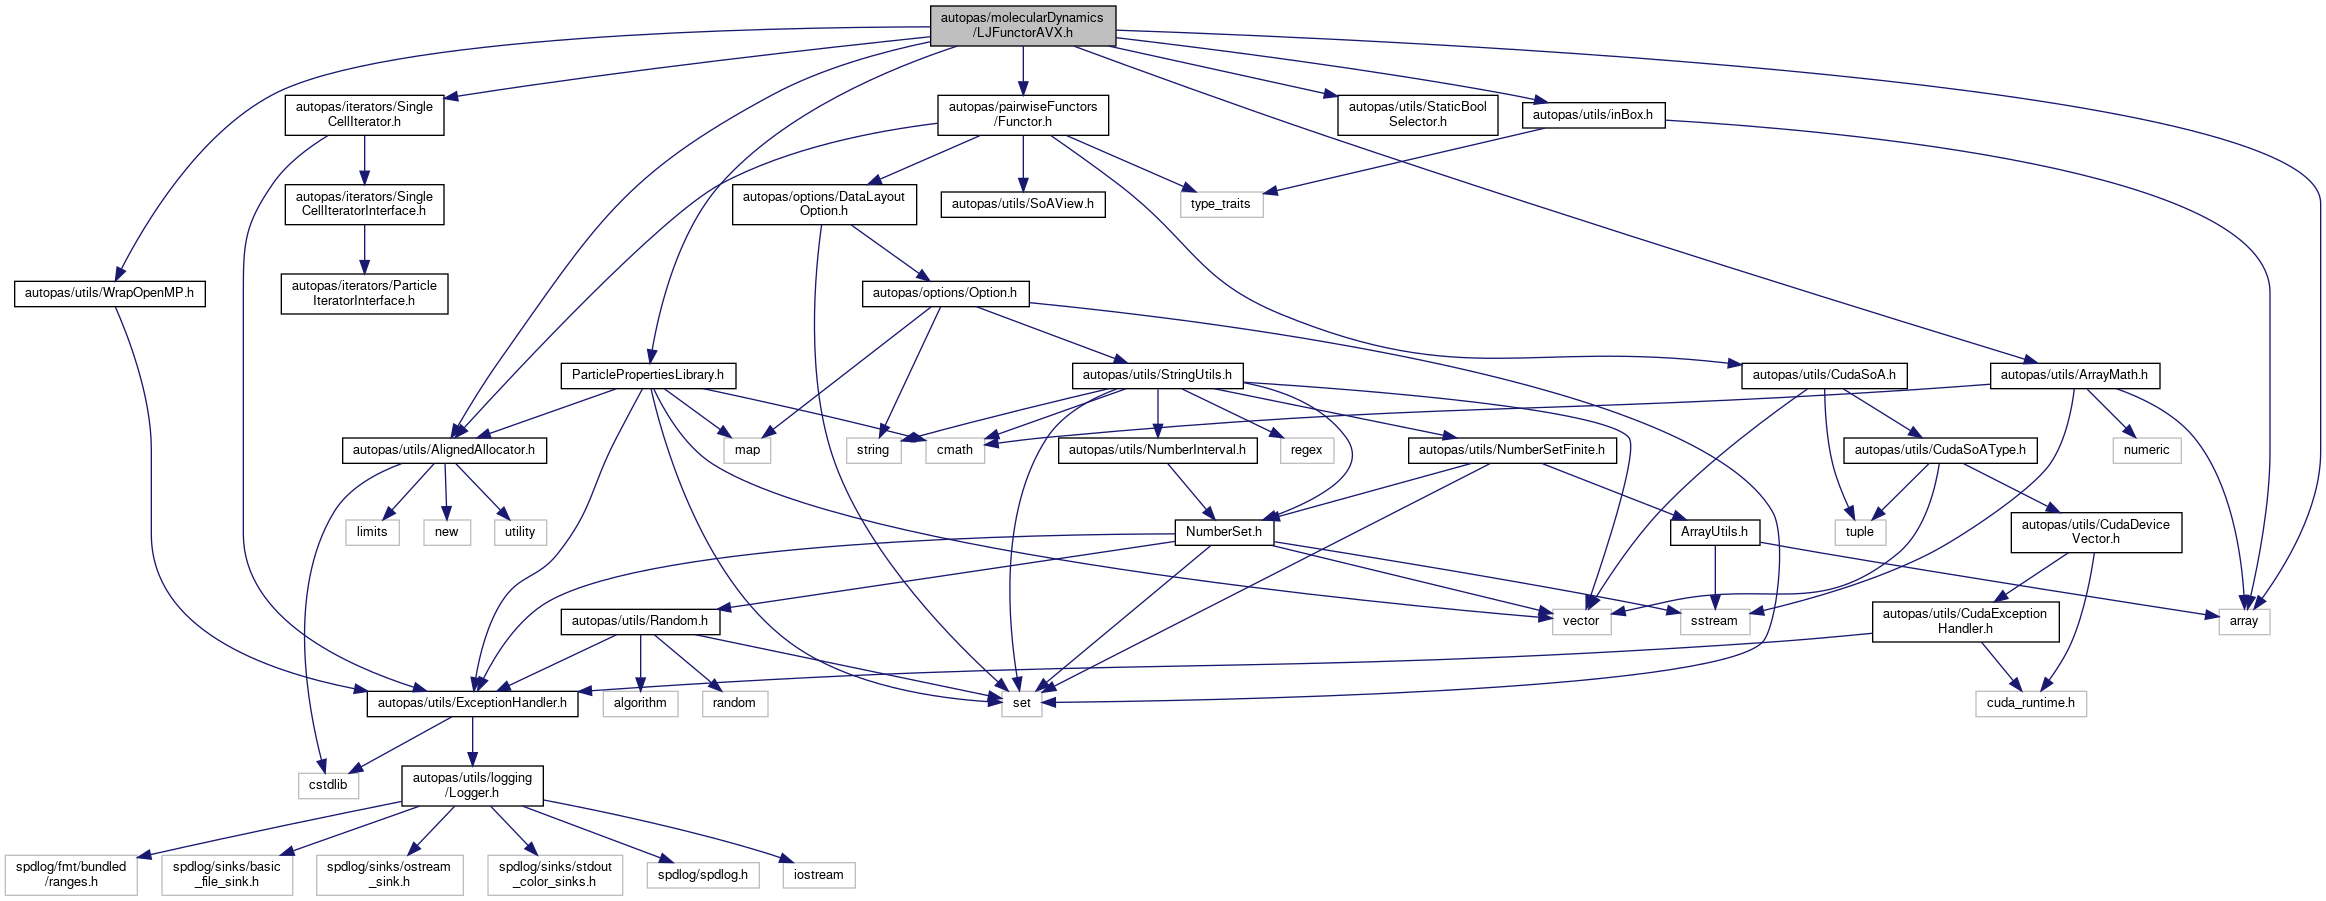 autopas/molecularDynamics
/LJFunctorAVX.h
autopas/iterators/Single
CellIterator.h
autopas/pairwiseFunctors
/Functor.h
autopas/utils/StaticBool
Selector.h
autopas/utils/inBox.h
autopas/iterators/Single
CellIteratorInterface.h
autopas/options/DataLayout
Option.h
autopas/utils/SoAView.h
type_traits
autopas/utils/WrapOpenMP.h
autopas/iterators/Particle
IteratorInterface.h
autopas/options/Option.h
ParticlePropertiesLibrary.h
autopas/utils/StringUtils.h
autopas/utils/CudaSoA.h
autopas/utils/ArrayMath.h
autopas/utils/AlignedAllocator.h
map
string
cmath
autopas/utils/NumberInterval.h
regex
autopas/utils/NumberSetFinite.h
autopas/utils/CudaSoAType.h
numeric
limits
new
utility
NumberSet.h
ArrayUtils.h
tuple
autopas/utils/CudaDevice
Vector.h
autopas/utils/Random.h
vector
sstream
autopas/utils/CudaException
Handler.h
array
autopas/utils/ExceptionHandler.h
algorithm
random
set
cuda_runtime.h
cstdlib
autopas/utils/logging
/Logger.h
spdlog/fmt/bundled
/ranges.h
spdlog/sinks/basic
_file_sink.h
spdlog/sinks/ostream
_sink.h
spdlog/sinks/stdout
_color_sinks.h
spdlog/spdlog.h
iostream